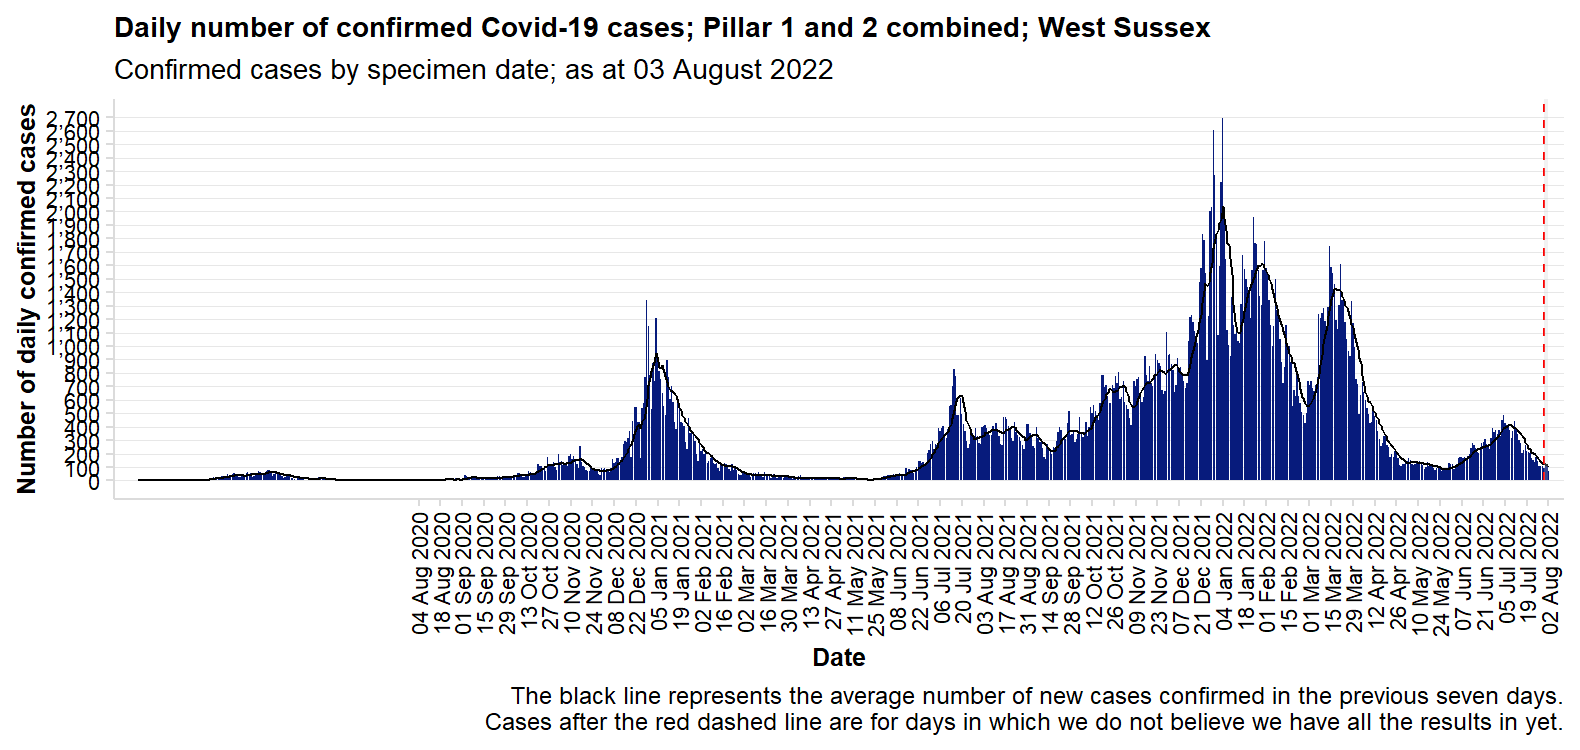 Daily number of confirmed Covid-19 cases; Pillar 1 and 2 combined; West Sussex
Confirmed cases by specimen date; as at 03 August 2022
Number of daily confirmed cases
2,700
2,600
2,500
2,400
2,300
2,200
2,100
2,000
1,900
1,800
1,700
1,600
1,500
1,400
1,300
1,200
1,100
1,000
900
800
700
600
500
400
300
200
100
0
04 Aug 2020
18 Aug 2020
01 Sep 2020
15 Sep 2020
29 Sep 2020
13 Oct 2020
27 Oct 2020
10 Nov 2020
24 Nov 2020
08 Dec 2020
22 Dec 2020
05 Jan 2021
19 Jan 2021
02 Feb 2021
16 Feb 2021
02 Mar 2021
16 Mar 2021
30 Mar 2021
13 Apr 2021
27 Apr 2021
11 May 2021
25 May 2021
08 Jun 2021
22 Jun 2021
06 Jul 2021
20 Jul 2021
03 Aug 2021
17 Aug 2021
31 Aug 2021
14 Sep 2021
28 Sep 2021
12 Oct 2021
26 Oct 2021
09 Nov 2021
23 Nov 2021
07 Dec 2021
21 Dec 2021
04 Jan 2022
18 Jan 2022
01 Feb 2022
15 Feb 2022
01 Mar 2022
15 Mar 2022
29 Mar 2022
12 Apr 2022
26 Apr 2022
10 May 2022
24 May 2022
07 Jun 2022
21 Jun 2022
05 Jul 2022
19 Jul 2022
02 Aug 2022
Date
The black line represents the average number of new cases confirmed in the previous seven days.
Cases after the red dashed line are for days in which we do not believe we have all the results in yet.